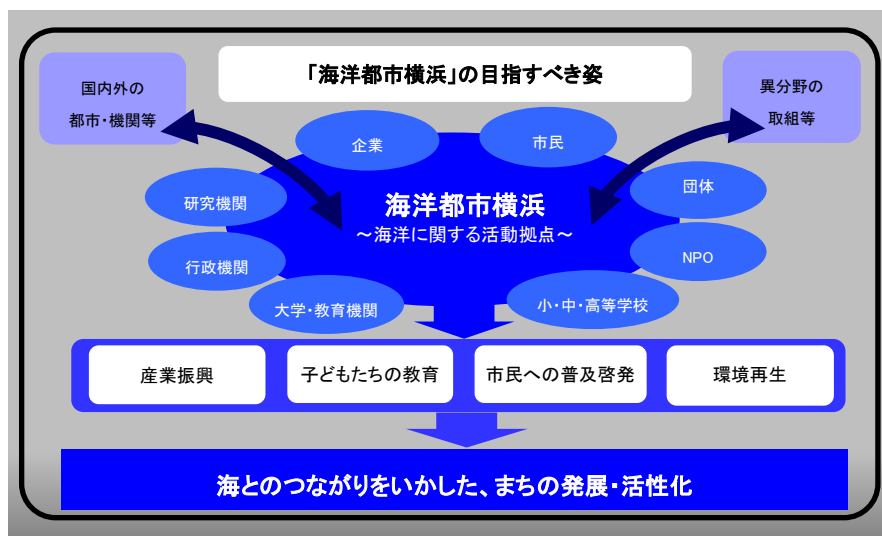 「海洋都市横浜」の目指すべき姿
国内外の
都市・機関等
異分野の
取組等
企業
市民
研究機関
団体
海洋都市横浜
～海洋に関する活動拠点～
行政機関
NPO
大学・教育機関
小・中・高等学校
産業振興
子どもたちの教育
市民への普及啓発
環境再生
海とのつながりをいかした、まちの発展・活性化